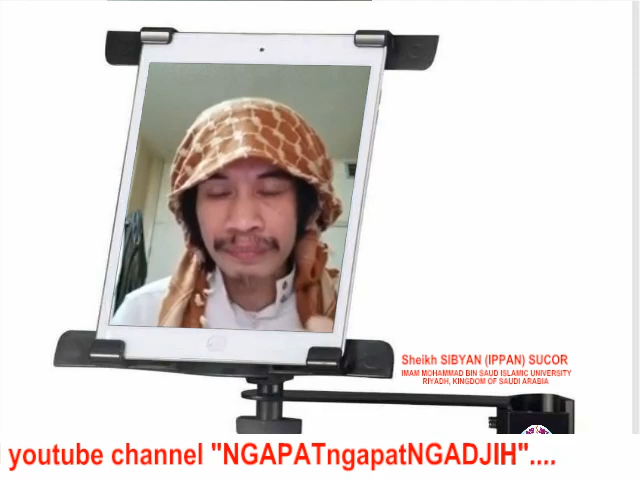 Sheikh SIBYAN (IPPAN) SUCOR
IMAM MOHAMMAD BIN SAUD ISLAMIC UNIVERSITY
RIYADH, KINGDOM OF SAUDI ARABIA
youtube channel "NGAPATngapatNGADJIH"....